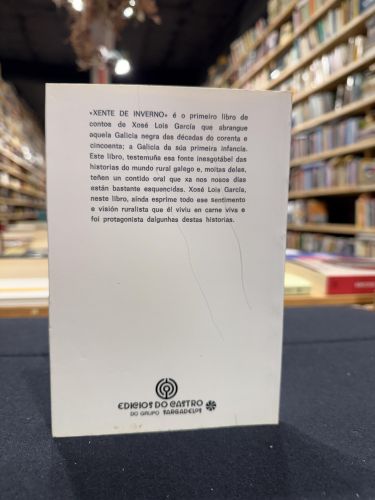 «XENTE DE INVERNO» é o primeiro libro de
contos de Xosé Lois García que abrangue
aquela Galicia negra das décadas do corenta e
cincoenta; a Galicia da súa primeira infancia.
Este libro, testemuña esa fonte inesgotábel das
historias do mundo rural galego e, moitas delas,
teñen un contido oral que xa nos nosos días
están bastante esquencidas. Xosé Lois García,
neste libro, aínda esprime todo ese sentimento
e visión ruralista que él viviu en carne viva e
foi protagonista dalgunhas destas historias.
EDICIOS DO CASTRO
DO GRUPO SARGADELOS